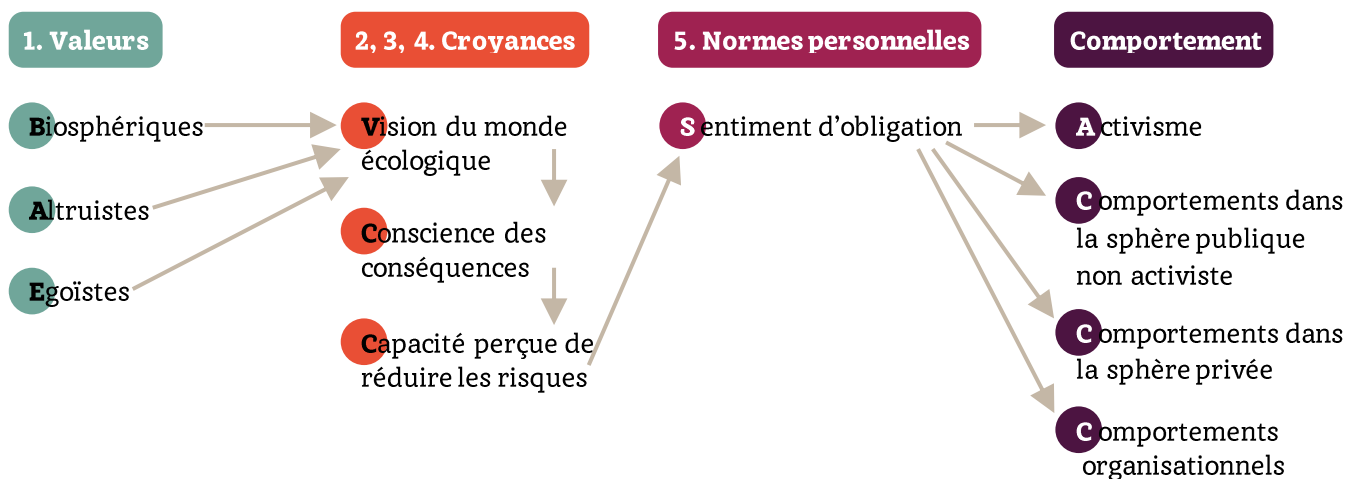 1. Valeurs
Biosphériques
Altruistes
Egoïstes
2, 3, 4. Croyances
Vision du monde
écologique
Conscience des
conséquences
Capacité perçue de
réduire les risques
5. Normes personnelles
Sentiment d'obligation
Comportement
Activisme
Comportements dans
la sphère publique
non activiste
Comportements dans
la sphère privée
Comportements
organisationnels